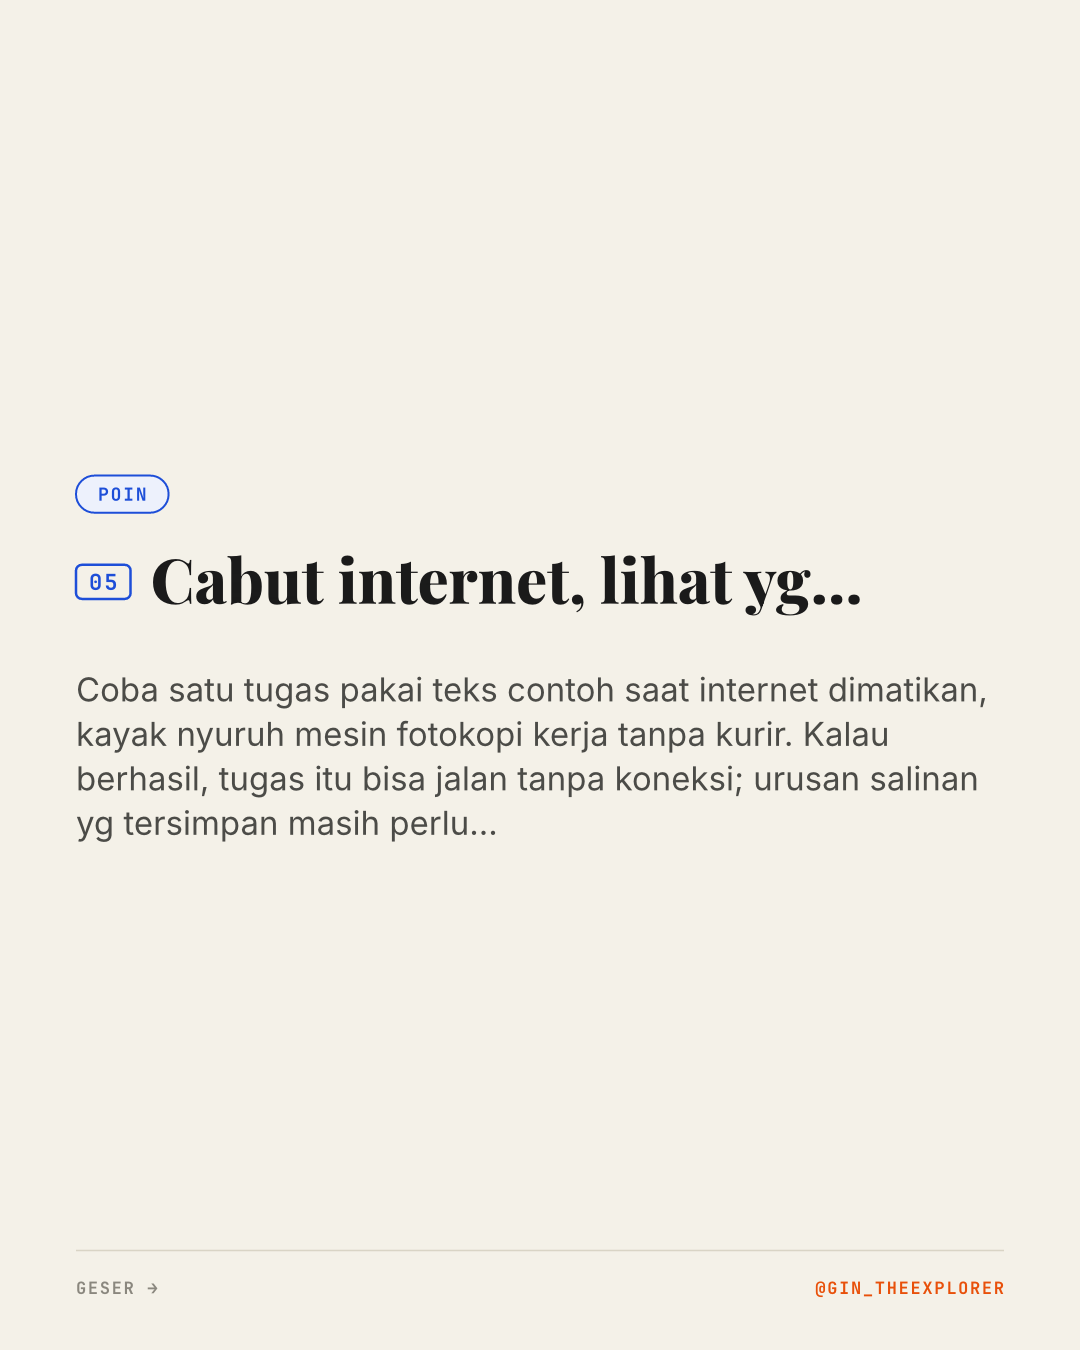 POIN
05 Cabut internet, lihat yg...
Coba satu tugas pakai teks contoh saat internet dimatikan,
kayak nyuruh mesin fotokopi kerja tanpa kurir. Kalau
berhasil, tugas itu bisa jalan tanpa koneksi; urusan salinan
yg tersimpan masih perlu...
GESER →
@GIN_THEEXPLORER